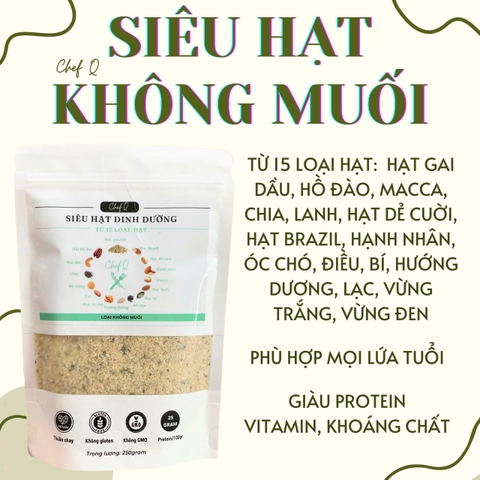 SIÊU HẠT
Chef Q
KHÔNG MUỐI
TỪ 15 LOẠI HẠT: HẠT GAI
DẦU, HỒ ĐÀO, MACCA,
CHIA, LANH, HẠT DẺ CƯỜI,
HẠT BRAZIL, HẠNH NHÂN,
ÓC CHÓ, ĐIỀU, BÍ, HƯỚNG
DƯƠNG, LẠC, VỪNG
TRẮNG, VỪNG ĐEN
PHÙ HỢP MỌI LỨA TUỔI
GIÀU PROTEIN
VITAMIN, KHOÁNG CHẤT
Chef Q
SIÊU HẠT DINH DƯỠNG
TỪ 15 LOẠI HẠT
Chef Q
LOẠI KHÔNG MUỐI
25
GRAM
Thuần chay Không gluten Không GMO Protein/100gr
Trọng lượng: 250gram